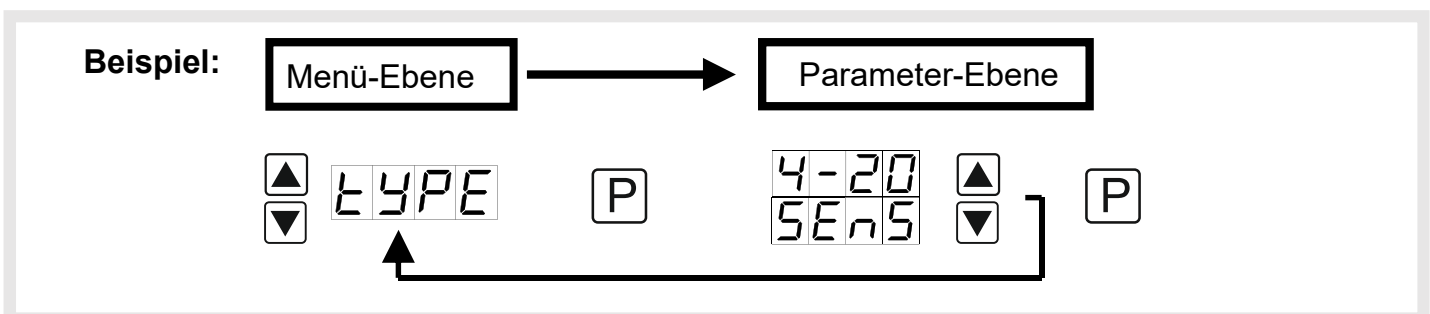 Beispiel:
Menü-Ebene
Parameter-Ebene
tYPE
P
4-20
SEnS
P